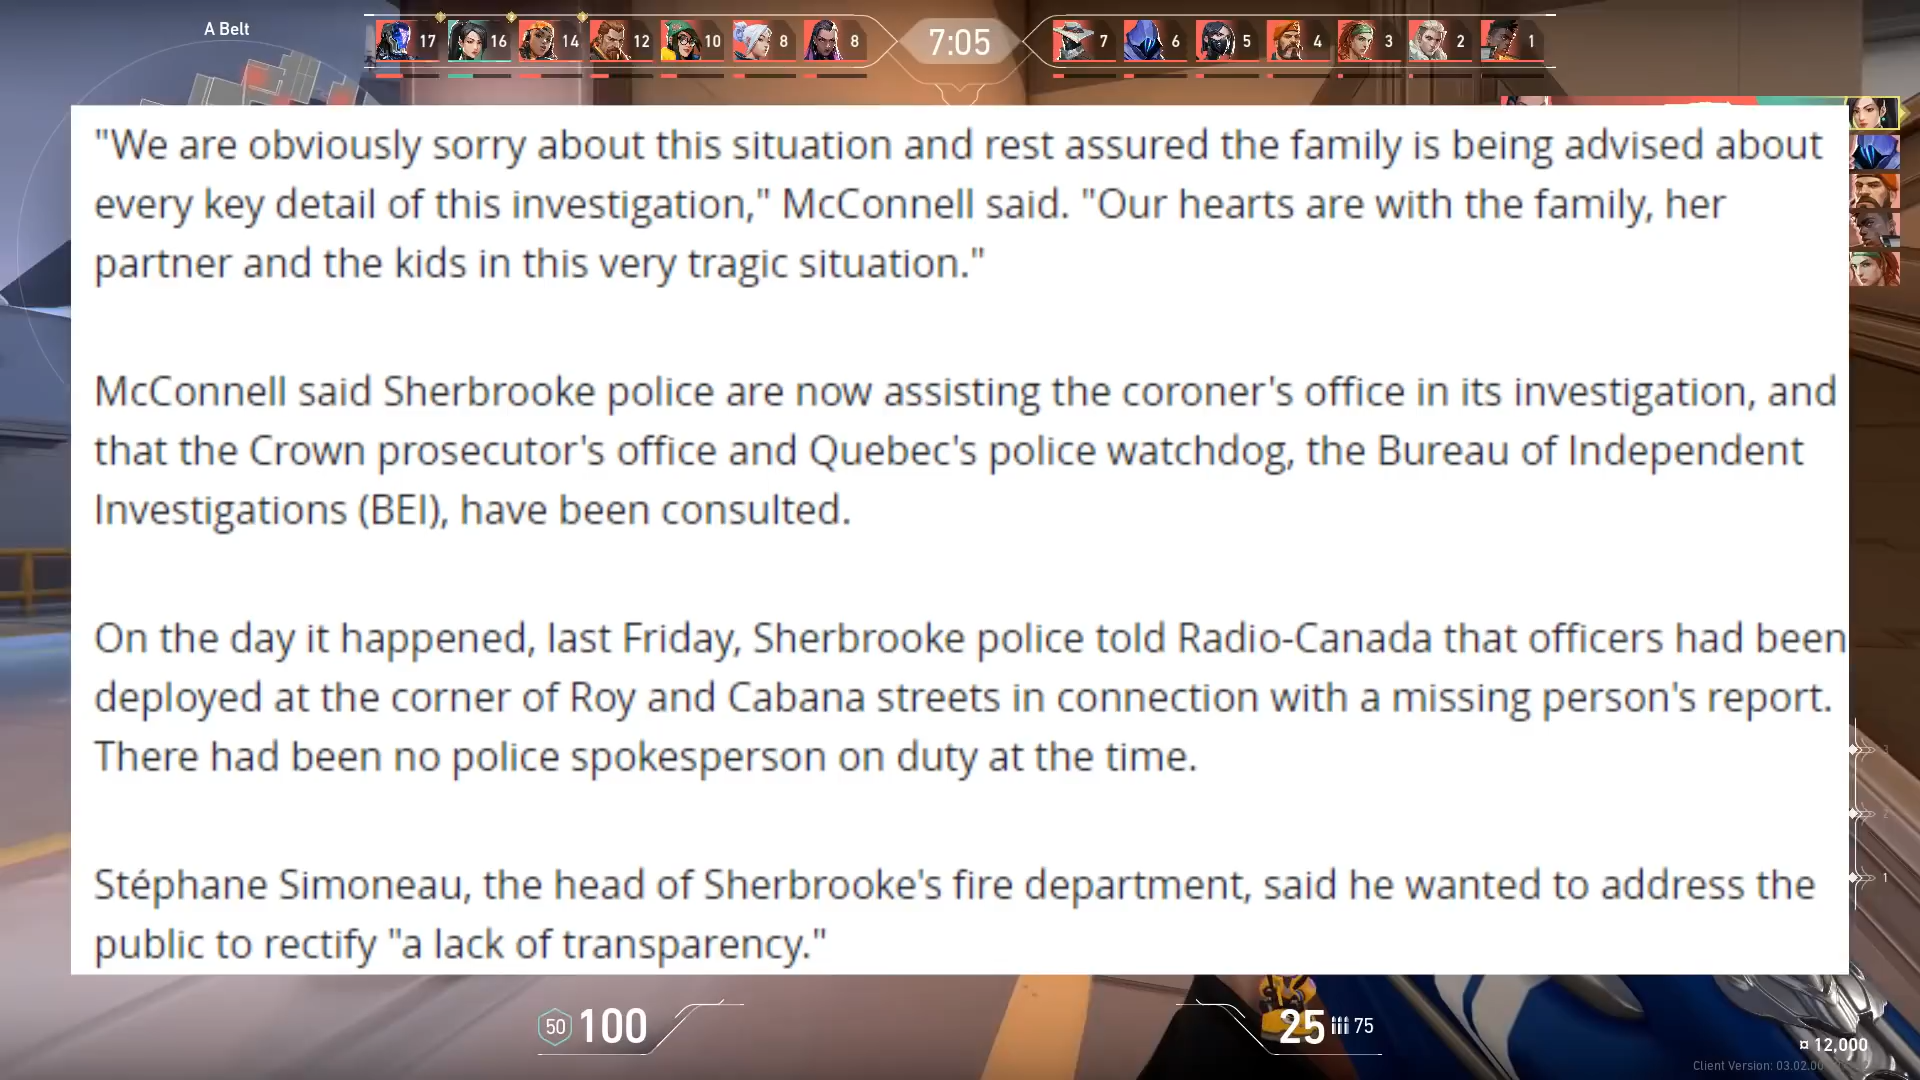 A Belt
17 16 14 12 10 8 8
7:05
7 6 5 4 3 2 1
"We are obviously sorry about this situation and rest assured the family is being advised about
every key detail of this investigation," McConnell said. "Our hearts are with the family, her
partner and the kids in this very tragic situation."
McConnell said Sherbrooke police are now assisting the coroner's office in its investigation, and
that the Crown prosecutor's office and Quebec's police watchdog, the Bureau of Independent
Investigations (BEI), have been consulted.
On the day it happened, last Friday, Sherbrooke police told Radio-Canada that officers had been
deployed at the corner of Roy and Cabana streets in connection with a missing person's report.
There had been no police spokesperson on duty at the time.
3
2
1
Stéphane Simoneau, the head of Sherbrooke's fire department, said he wanted to address the
public to rectify "a lack of transparency."
50 100
25 75
¤ 12,000
Client Version: 03.02.0